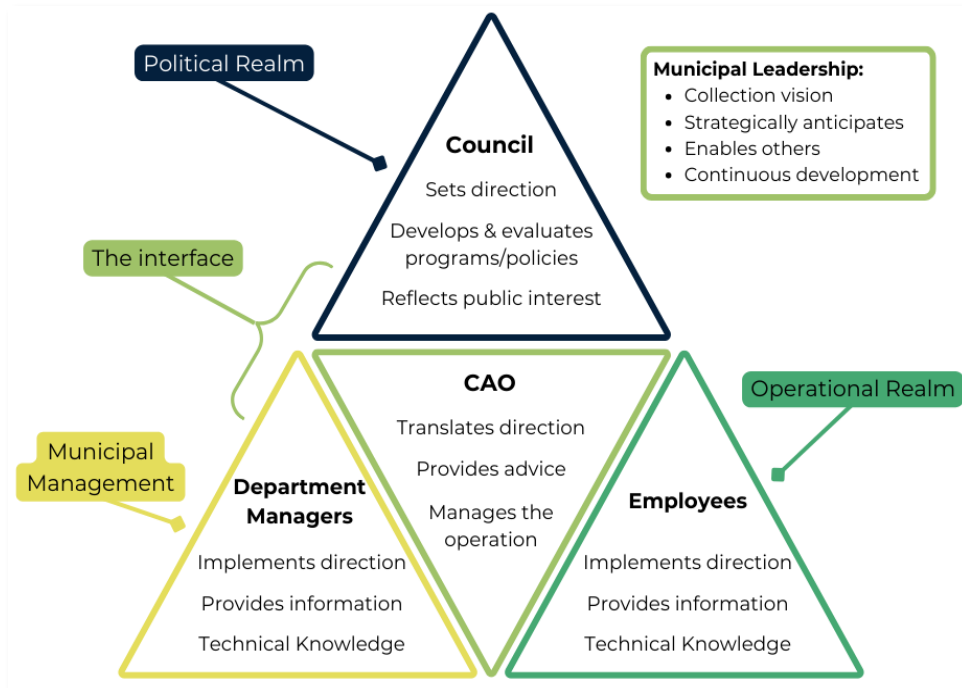 Political Realm
Municipal Leadership:
• Collection vision
• Strategically anticipates
• Enables others
• Continuous development
Council
Sets direction
Develops & evaluates
programs/policies
Reflects public interest
The interface
CAO
Translates direction
Provides advice
Manages the
operation
Operational Realm
Municipal
Management
Department
Managers
Implements direction
Provides information
Technical Knowledge
Employees
Implements direction
Provides information
Technical Knowledge